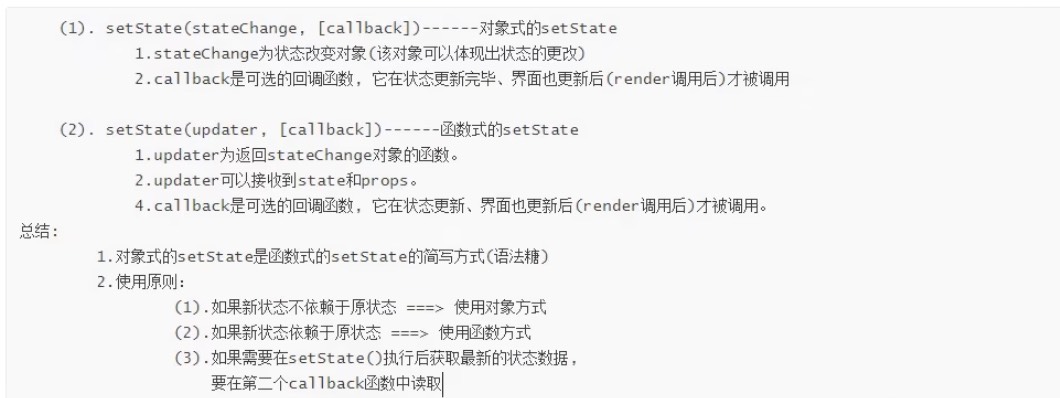 (1). setState(stateChange, [callback])------对象式的setState
1.stateChange为状态改变对象(该对象可以体现出状态的更改)
2.callback是可选的回调函数, 它在状态更新完毕、界面也更新后(render调用后)才被调用
(2). setState(updater, [callback])------函数式的setState
1.updater为返回stateChange对象的函数。
2.updater可以接收到state和props。
4.callback是可选的回调函数, 它在状态更新、界面也更新后(render调用后)才被调用。
总结:
1.对象式的setState是函数式的setState的简写方式(语法糖)
2.使用原则：
(1).如果新状态不依赖于原状态 ===> 使用对象方式
(2).如果新状态依赖于原状态 ===> 使用函数方式
(3).如果需要在setState()执行后获取最新的状态数据,
要在第二个callback函数中读取